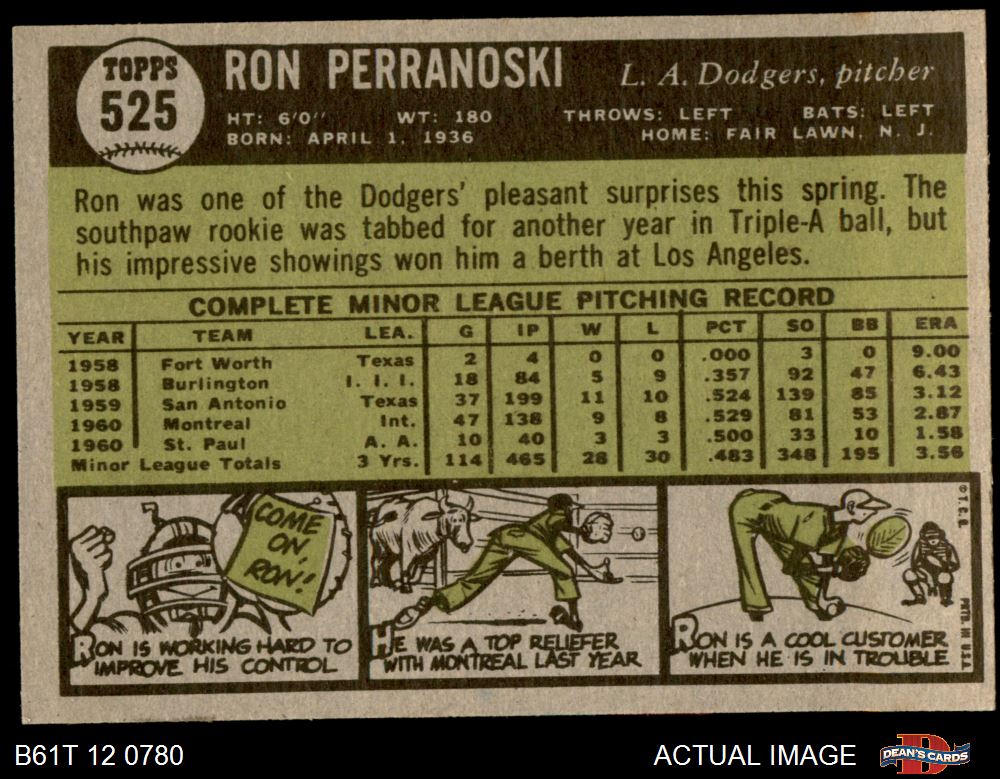 TOPPS
525
RON PERRANOSKI
L. A. Dodgers, pitcher
HT: 6'0" WT: 180 THROWS: LEFT BATS: LEFT
BORN: APRIL 1, 1936 HOME: FAIR LAWN, N. J.
Ron was one of the Dodgers' pleasant surprises this spring. The
southpaw rookie was tabbed for another year in Triple-A ball, but
his impressive showings won him a berth at Los Angeles.
COMPLETE MINOR LEAGUE PITCHING RECORD
YEAR TEAM LEA. G IP W L PCT SO BB ERA
1958 Fort Worth Texas 2 4 0 0 .000 3 0 9.00
1958 Burlington I. I. I. 18 84 5 9 .357 92 47 6.43
1959 San Antonio Texas 37 199 11 10 .524 139 85 3.12
1960 Montreal Int. 47 138 9 8 .529 81 53 2.87
1960 St. Paul A. A. 10 40 3 3 .500 33 10 1.58
Minor League Totals 3 Yrs. 114 465 28 30 .483 348 195 3.56
COME
ON,
RON!
RON IS WORKING HARD TO
IMPROVE HIS CONTROL
HE WAS A TOP RELIEFER
WITH MONTREAL LAST YEAR
RON IS A COOL CUSTOMER
WHEN HE IS IN TROUBLE
© T. C. G.
PRTD. IN U.S.A.
B61T 12 0780
ACTUAL IMAGE
DEAN'S CARDS